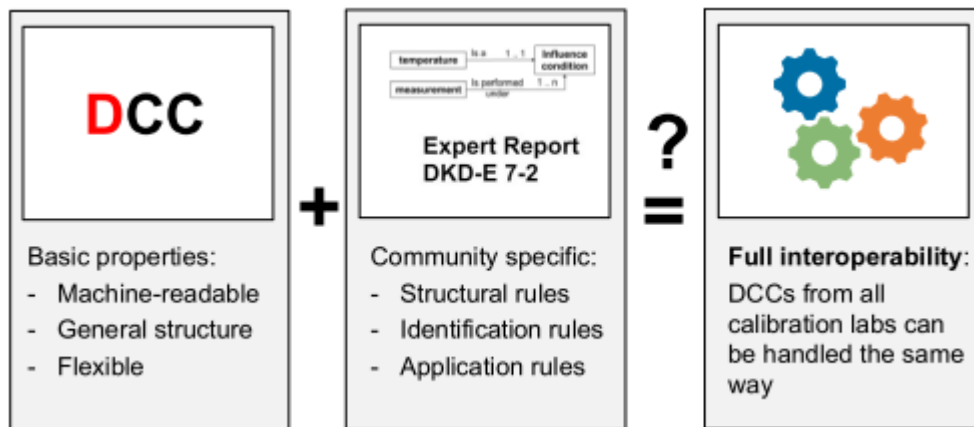 DCC
Basic properties:
- Machine-readable
- General structure
- Flexible
+
temperature
Is a
1 .. 1
Influence
condition
measurement
Is performed
under
1 .. n
Expert Report
DKD-E 7-2
Community specific:
- Structural rules
- Identification rules
- Application rules
?
=
Full interoperability:
DCCs from all
calibration labs can
be handled the same
way